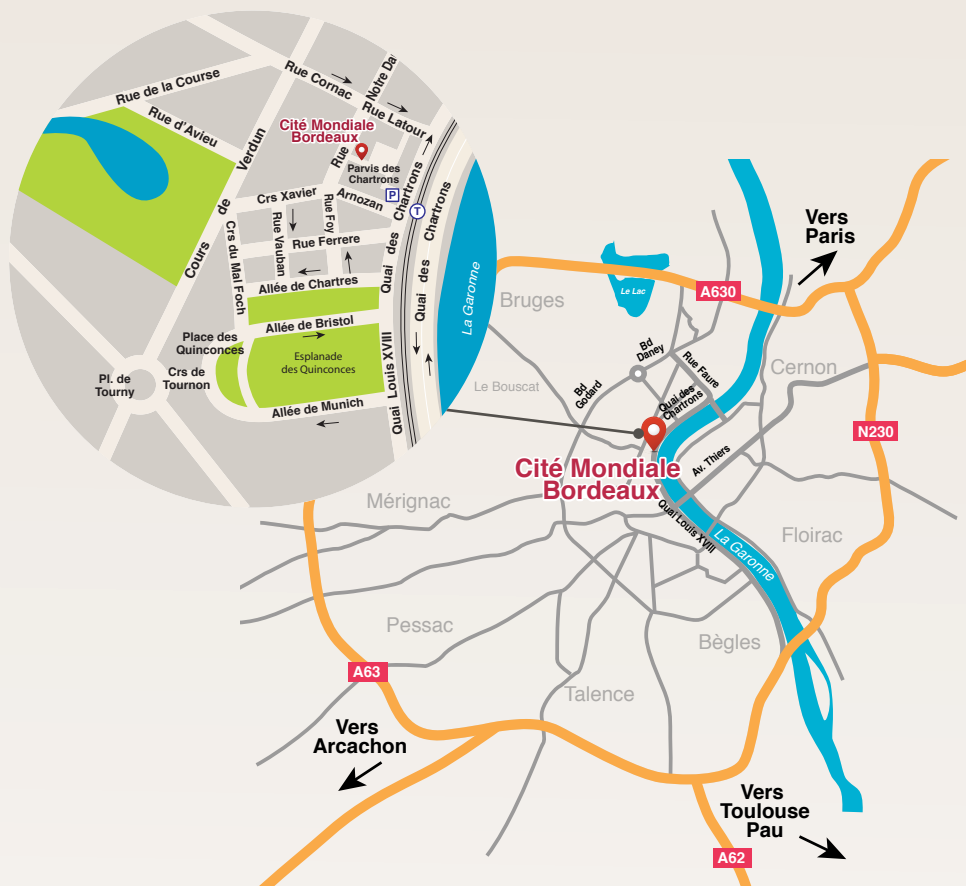 Rue de la Course
Rue Cornac
Notre Da
Rue Latour
Rue d'Avieu
Cité Mondiale
Bordeaux
Rue
Verdun
de
Cours
Parvis des
Chartrons
P
T
Crs Xavier
Arnozan
Rue Foy
Rue Vauban
Rue Ferrere
Crs du Mal Foch
Quai des Chartrons
Quai des Chartrons
La Garonne
Allée de Chartres
Allée de Bristol
Place des
Quinconces
Esplanade
des Quinconces
Quai Louis XVIII
Pl. de
Tourny
Crs de
Tournon
Allée de Munich
Vers
Paris
Le Lac
A630
Bruges
Bd
Daney
Rue Faure
Cernon
Le Bouscat
Bd
Godard
Quai des
Chartrons
N230
Cité Mondiale
Bordeaux
Av. Thiers
Mérignac
Quai Louis XVIII
La Garonne
Floirac
Pessac
Bègles
A63
Talence
Vers
Arcachon
Vers
Toulouse
Pau
A62